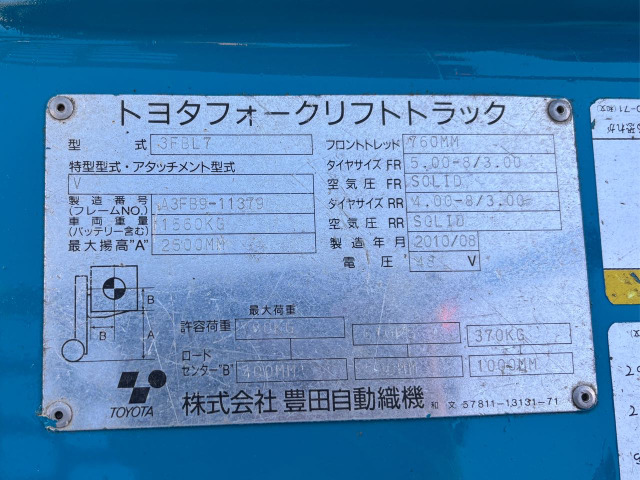 トヨタフォークリフトトラック
型 式 3FBL7
特型型式・アタッチメント型式
V
製造番号 (フレームNO.) A3FB9-11379
車両重量 (バッテリー含む) 1560KG
最大揚高"A" 2500MM
フロントトレッド 760MM
タイヤサイズ FR 5.00-8/3.00
空気圧 FR SOLID
タイヤサイズ RR 4.00-8/3.00
空気圧 RR SOLID
製造年月 2010/08
電圧 48 V
B
B
A
最大荷重
許容荷重 370KG
ロードセンター"B" 1000MM
TOYOTA
株式会社 豊田自動織機
和文 57811-13131-71